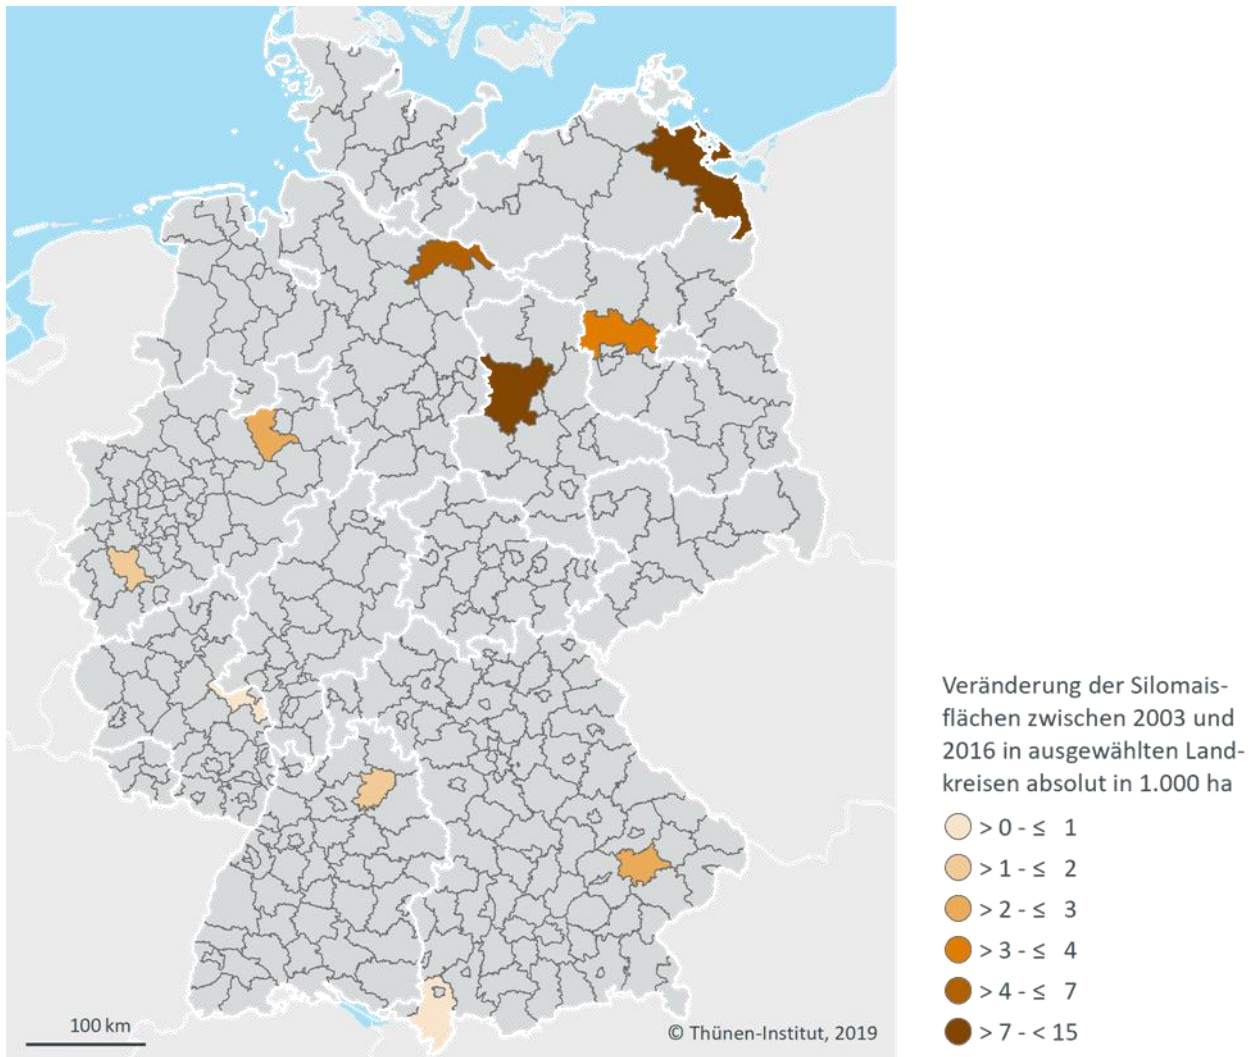 Veränderung der Silomais-
flächen zwischen 2003 und
2016 in ausgewählten Land-
kreisen absolut in 1.000 ha
> 0 - ≤ 1
> 1 - ≤ 2
> 2 - ≤ 3
> 3 - ≤ 4
> 4 - ≤ 7
> 7 - < 15
100 km
© Thünen-Institut, 2019